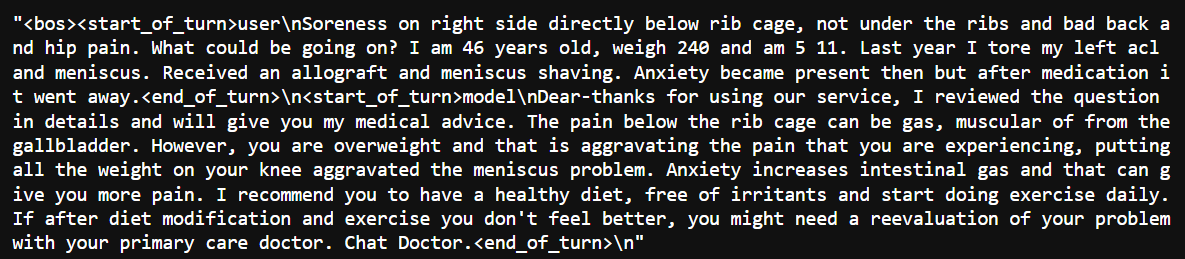 "<bos><start_of_turn>user\nSoreness on right side directly below rib cage, not under the ribs and bad back a
nd hip pain. What could be going on? I am 46 years old, weigh 240 and am 5 11. Last year I tore my left acl
and meniscus. Received an allograft and meniscus shaving. Anxiety became present then but after medication i
t went away.<end_of_turn>\n<start_of_turn>model\nDear-thanks for using our service, I reviewed the question
in details and will give you my medical advice. The pain below the rib cage can be gas, muscular of from the
gallbladder. However, you are overweight and that is aggravating the pain that you are experiencing, putting
all the weight on your knee aggravated the meniscus problem. Anxiety increases intestinal gas and that can g
ive you more pain. I recommend you to have a healthy diet, free of irritants and start doing exercise daily.
If after diet modification and exercise you don't feel better, you might need a reevaluation of your problem
with your primary care doctor. Chat Doctor.<end_of_turn>\n"